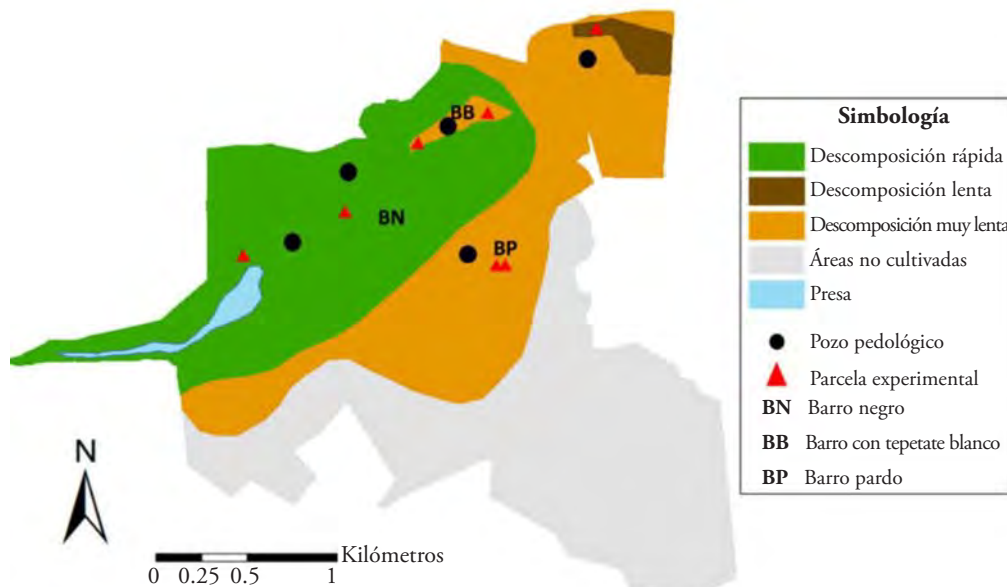 BB
BN
BP
N
Kilómetros
0 0.25 0.5 1
Simbología
Descomposición rápida
Descomposición lenta
Descomposición muy lenta
Áreas no cultivadas
Presa
Pozo pedológico
Parcela experimental
BN Barro negro
BB Barro con tepetate blanco
BP Barro pardo